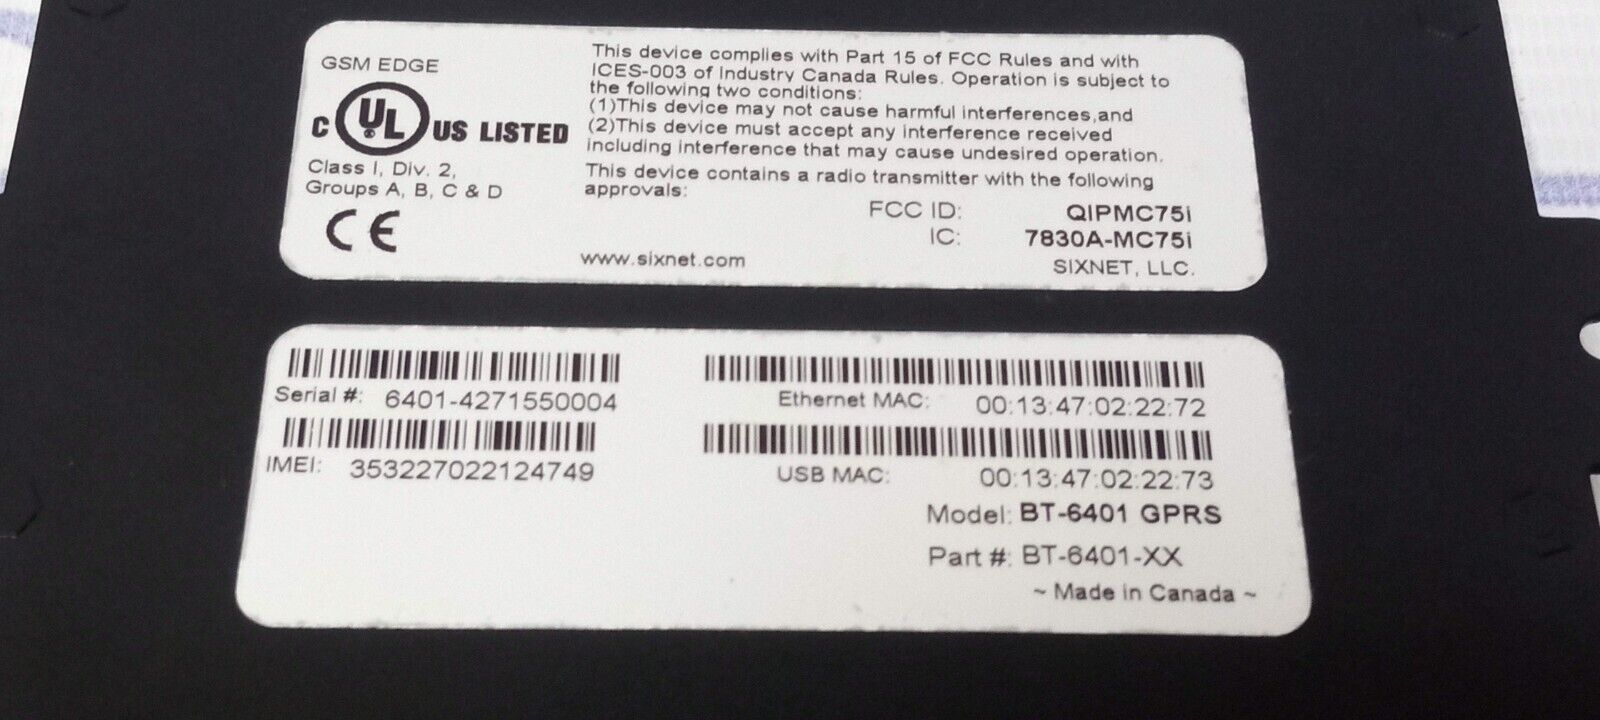 GSM EDGE
C UL US LISTED
Class I, Div. 2,
Groups A, B, C & D
CE
This device complies with Part 15 of FCC Rules and with
ICES-003 of Industry Canada Rules. Operation is subject to
the following two conditions:
(1)This device may not cause harmful interferences,and
(2)This device must accept any interference received
including interference that may cause undesired operation.
This device contains a radio transmitter with the following
approvals:
FCC ID: QIPMC75i
IC: 7830A-MC75i
www.sixnet.com SIXNET, LLC.
Serial #: 6401-4271550004
IMEI: 353227022124749
Ethernet MAC: 00:13:47:02:22:72
USB MAC: 00:13:47:02:22:73
Model: BT-6401 GPRS
Part #: BT-6401-XX
~ Made in Canada ~